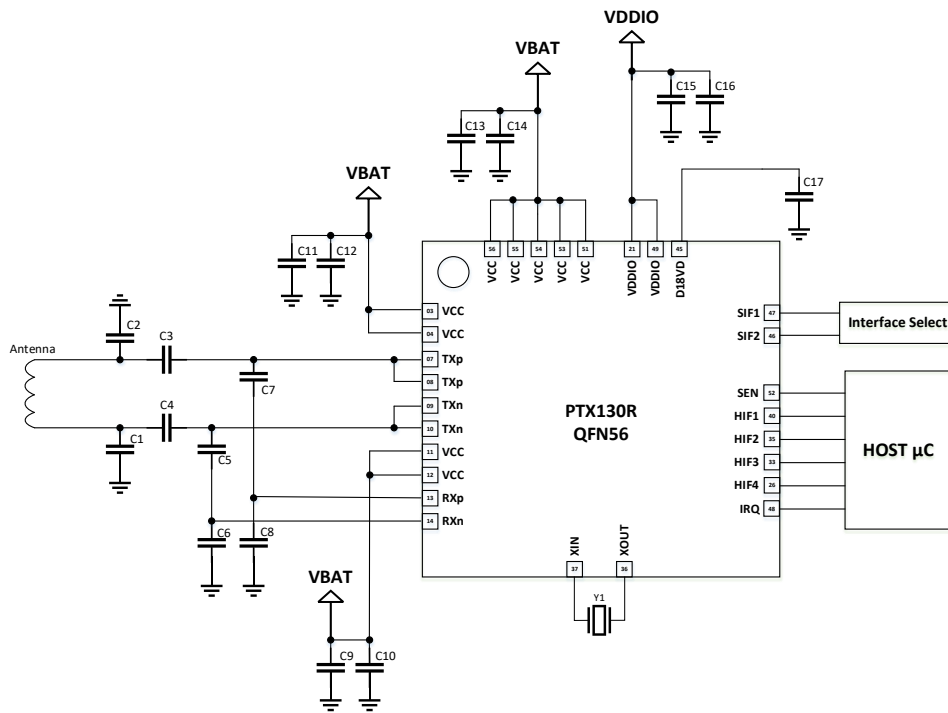 VDDIO
VBAT
C15
C16
C13
C14
VBAT
C17
C11
C12
56
55
54
53
51
21
49
45
VCC
VCC
VCC
VCC
VCC
VDDIO
VDDIO
D18VD
03
VCC
04
VCC
C2
C3
Antenna
07
TXp
08
TXp
C7
09
TXn
C4
10
TXn
C1
C5
11
VCC
12
VCC
13
RXp
14
RXn
C6
C8
PTX130R
QFN56
SIF1
47
SIF2
46
Interface Select
SEN
52
HIF1
40
HIF2
35
HIF3
33
HIF4
26
IRQ
48
HOST µC
XIN
XOUT
37
36
Y1
VBAT
C9
C10